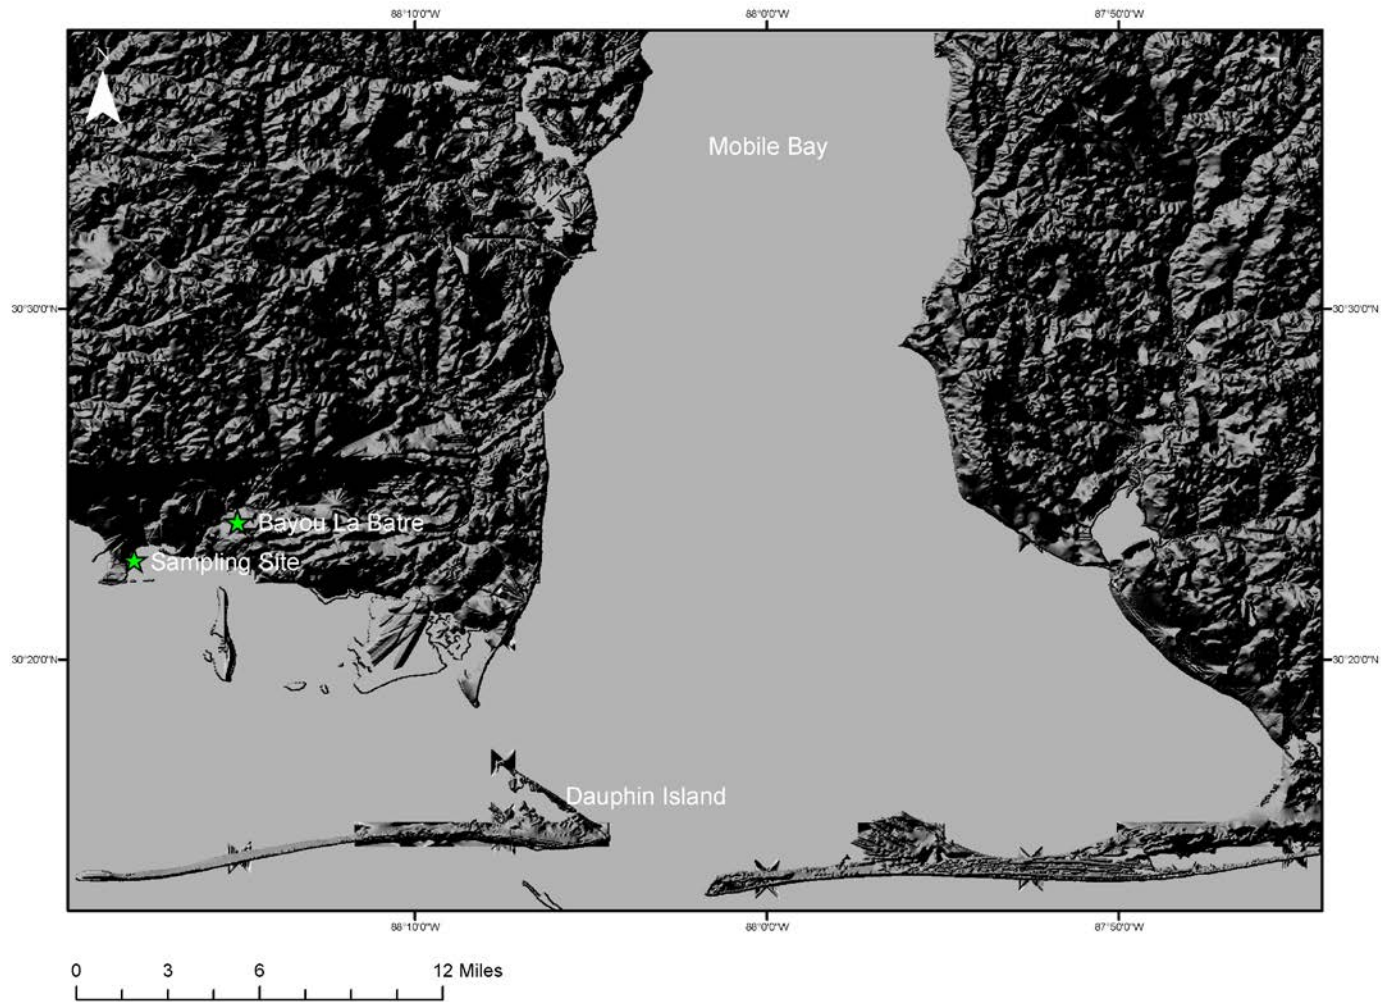 88°10'0"W 88°0'0"W 87°50'0"W
N
Mobile Bay
30°30'0"N 30°30'0"N
Bayou La Batre
Sampling Site
30°20'0"N 30°20'0"N
Dauphin Island
88°10'0"W 88°0'0"W 87°50'0"W
0 3 6 12 Miles